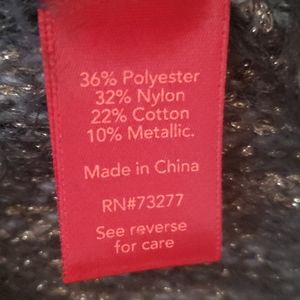 36% Polyester
32% Nylon
22% Cotton
10% Metallic.
Made in China
RN#73277
See reverse
for care